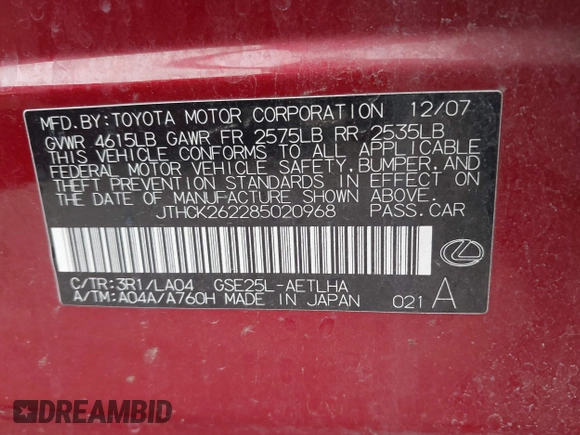 MFD.BY:TOYOTA MOTOR CORPORATION 12/07
GVWR 4615LB GAWR FR 2575LB RR 2535LB
THIS VEHICLE CONFORMS TO ALL APPLICABLE
FEDERAL MOTOR VEHICLE SAFETY, BUMPER, AND
THEFT PREVENTION STANDARDS IN EFFECT ON
THE DATE OF MANUFACTURE SHOWN ABOVE.
JTHCK262285020968 PASS.CAR
C/TR:3R1/LA04 GSE25L-AETLHA
A/TM:A04A/A760H MADE IN JAPAN 021 A
DREAMBID